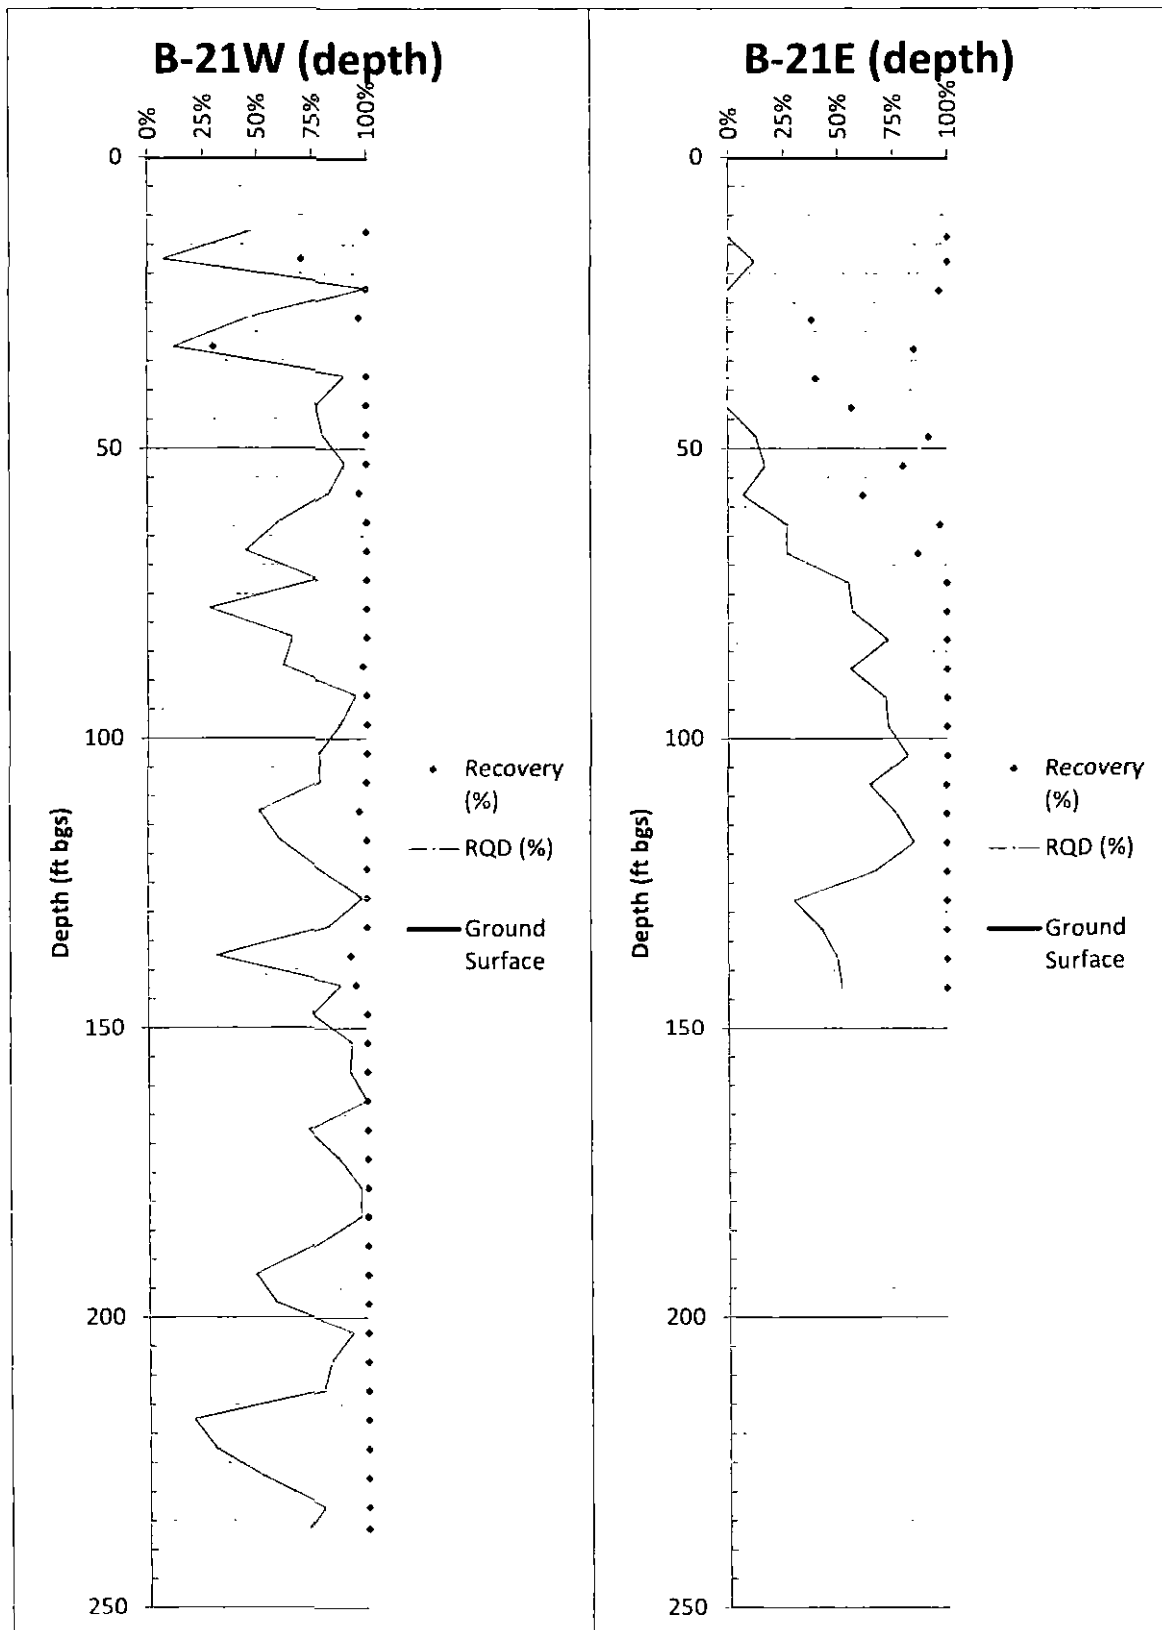 B-21W (depth)
0%
25%
50%
75%
100%
0
50
100
150
200
250
Depth (ft bgs)
Recovery
(%)
RQD (%)
Ground
Surface
B-21E (depth)
0%
25%
50%
75%
100%
0
50
100
150
200
250
Depth (ft bgs)
Recovery
(%)
RQD (%)
Ground
Surface